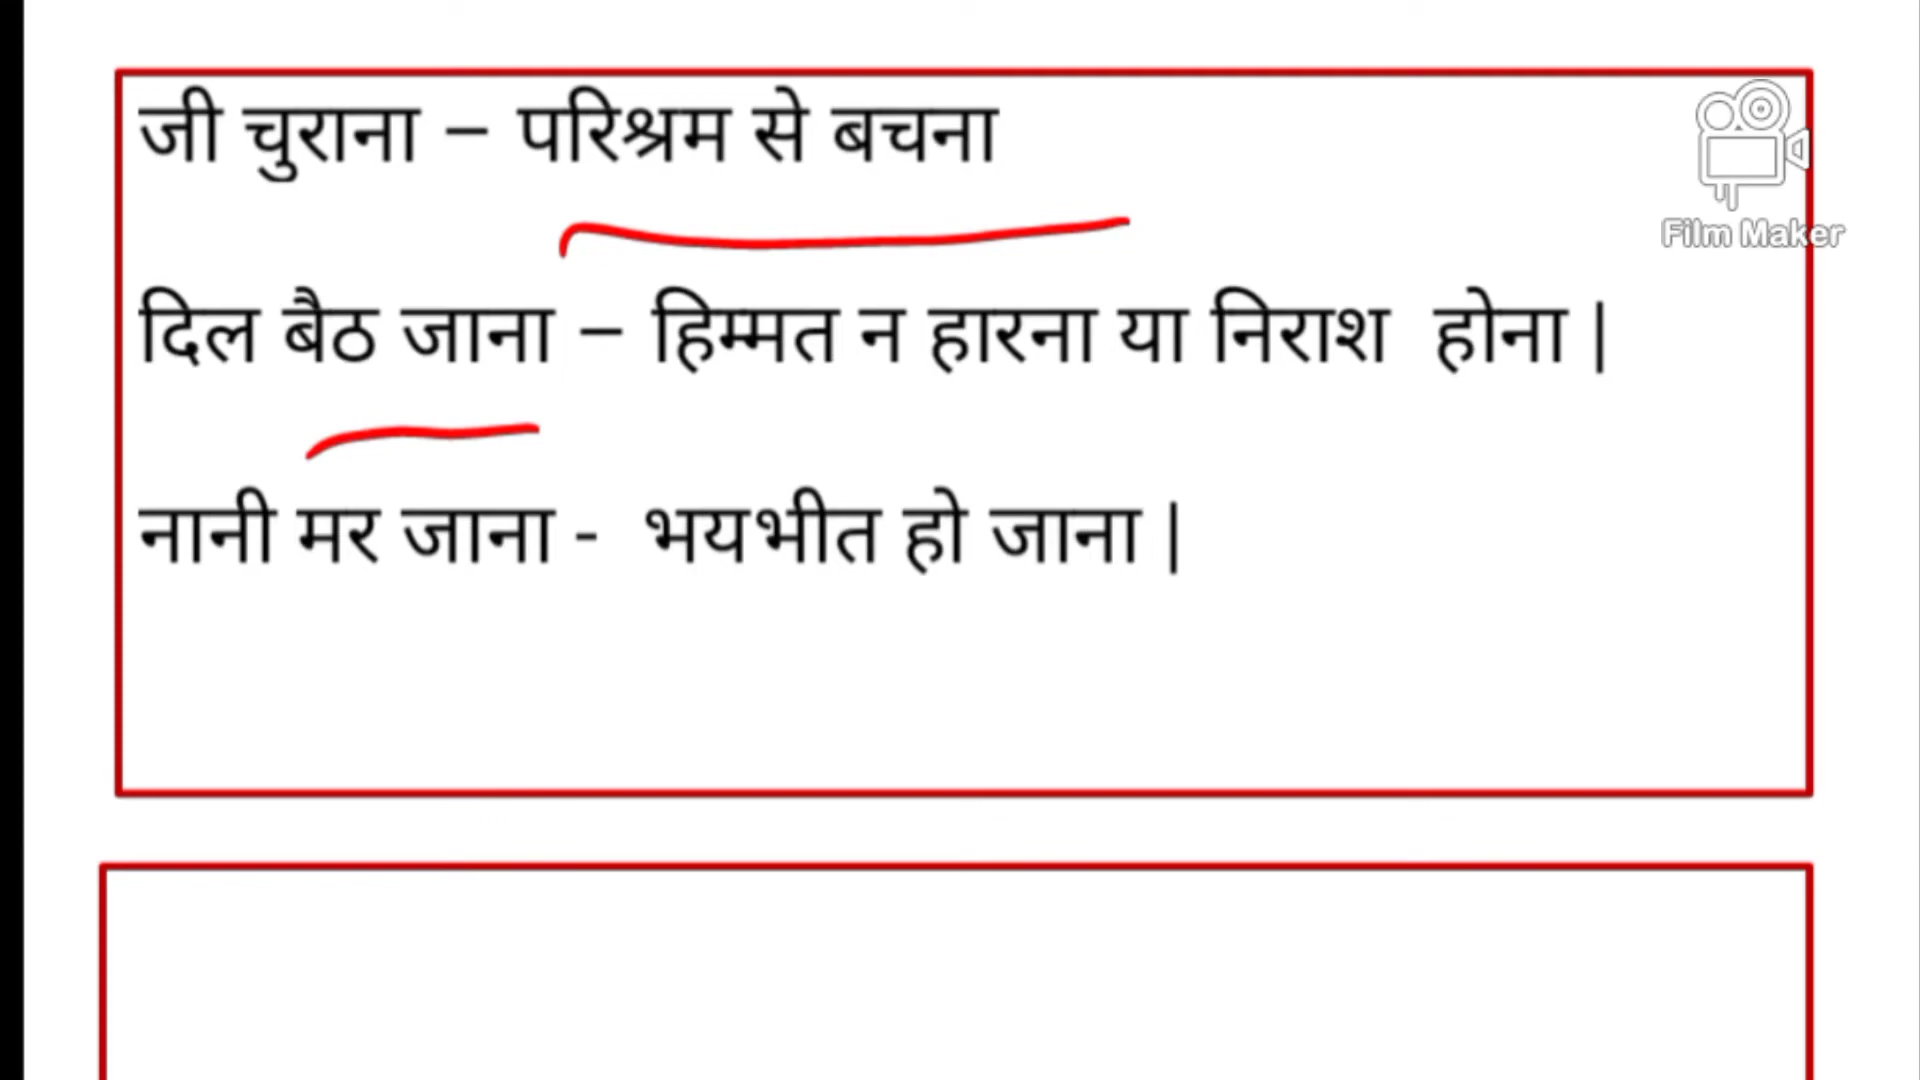 जी चुराना – परिश्रम से बचना
Film Maker
दिल बैठ जाना – हिम्मत न हारना या निराश होना |
नानी मर जाना - भयभीत हो जाना |